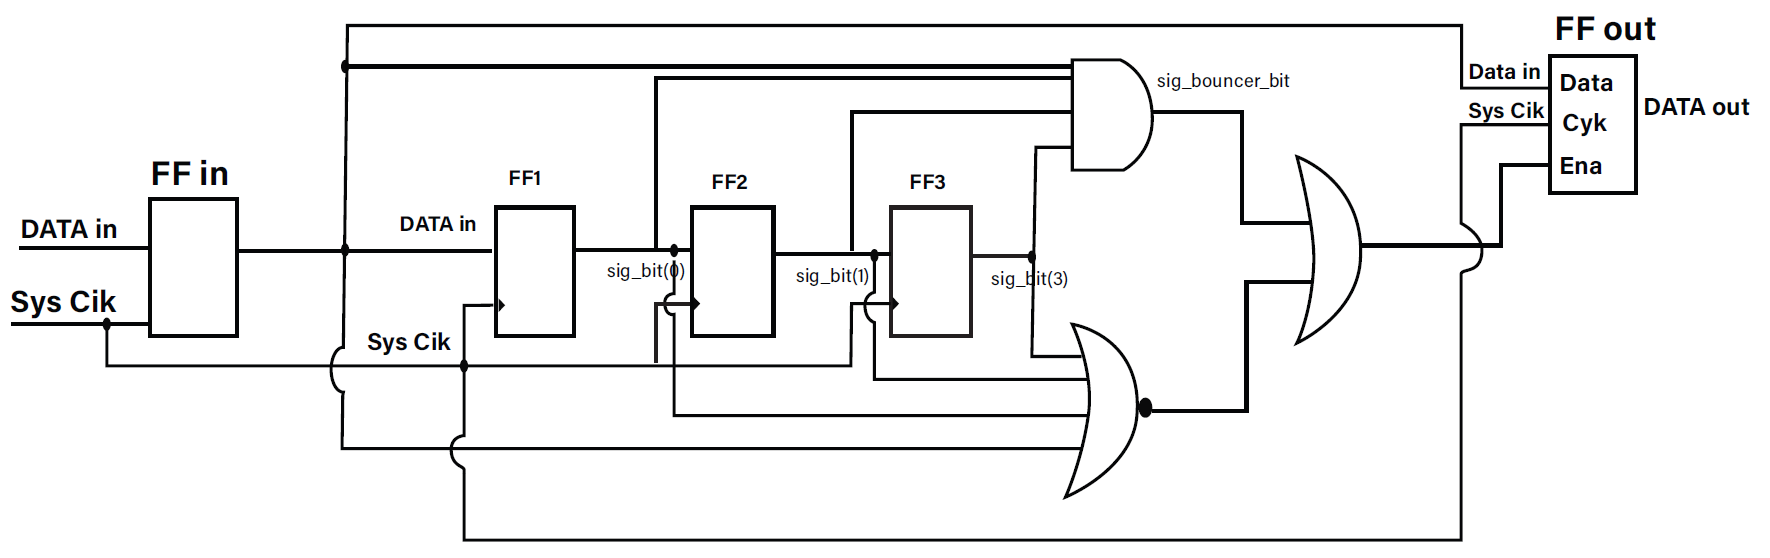 FF out
Data in
Data
sig_bouncer_bit
DATA out
Sys Cik
Cyk
Ena
FF in
FF1
FF2
FF3
DATA in
DATA in
sig_bit(0)
sig_bit(1)
sig_bit(3)
Sys Cik
Sys Cik